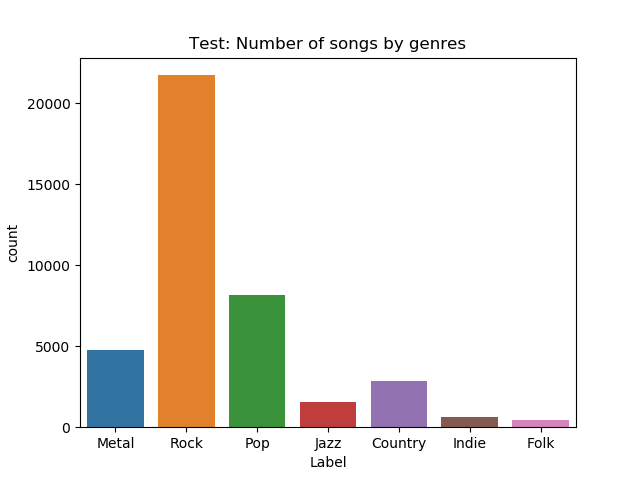 Test: Number of songs by genres
20000
15000
10000
5000
0
count
Metal Rock Pop Jazz Country Indie Folk
Label